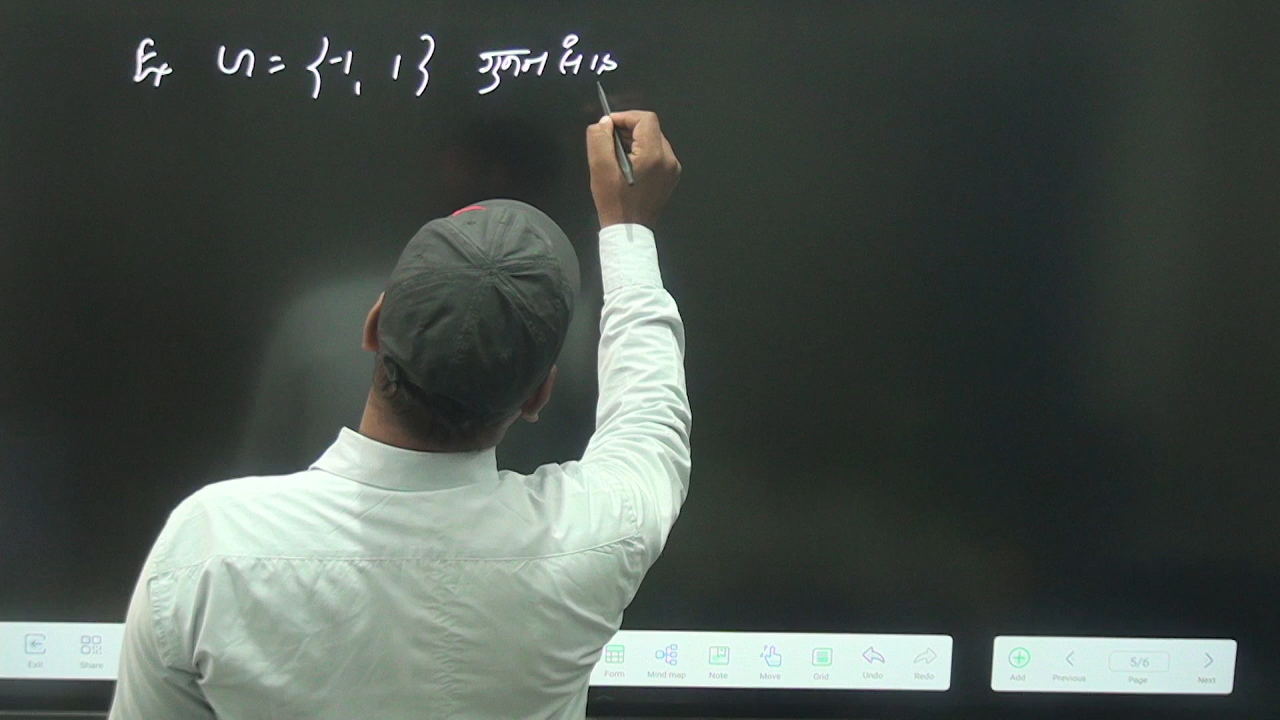 Ex G = {-1, 1} गुणन संक्रि
Exit Share Form Mind map Note Move Grid Undo Redo Add Previous 5/6 Page Next